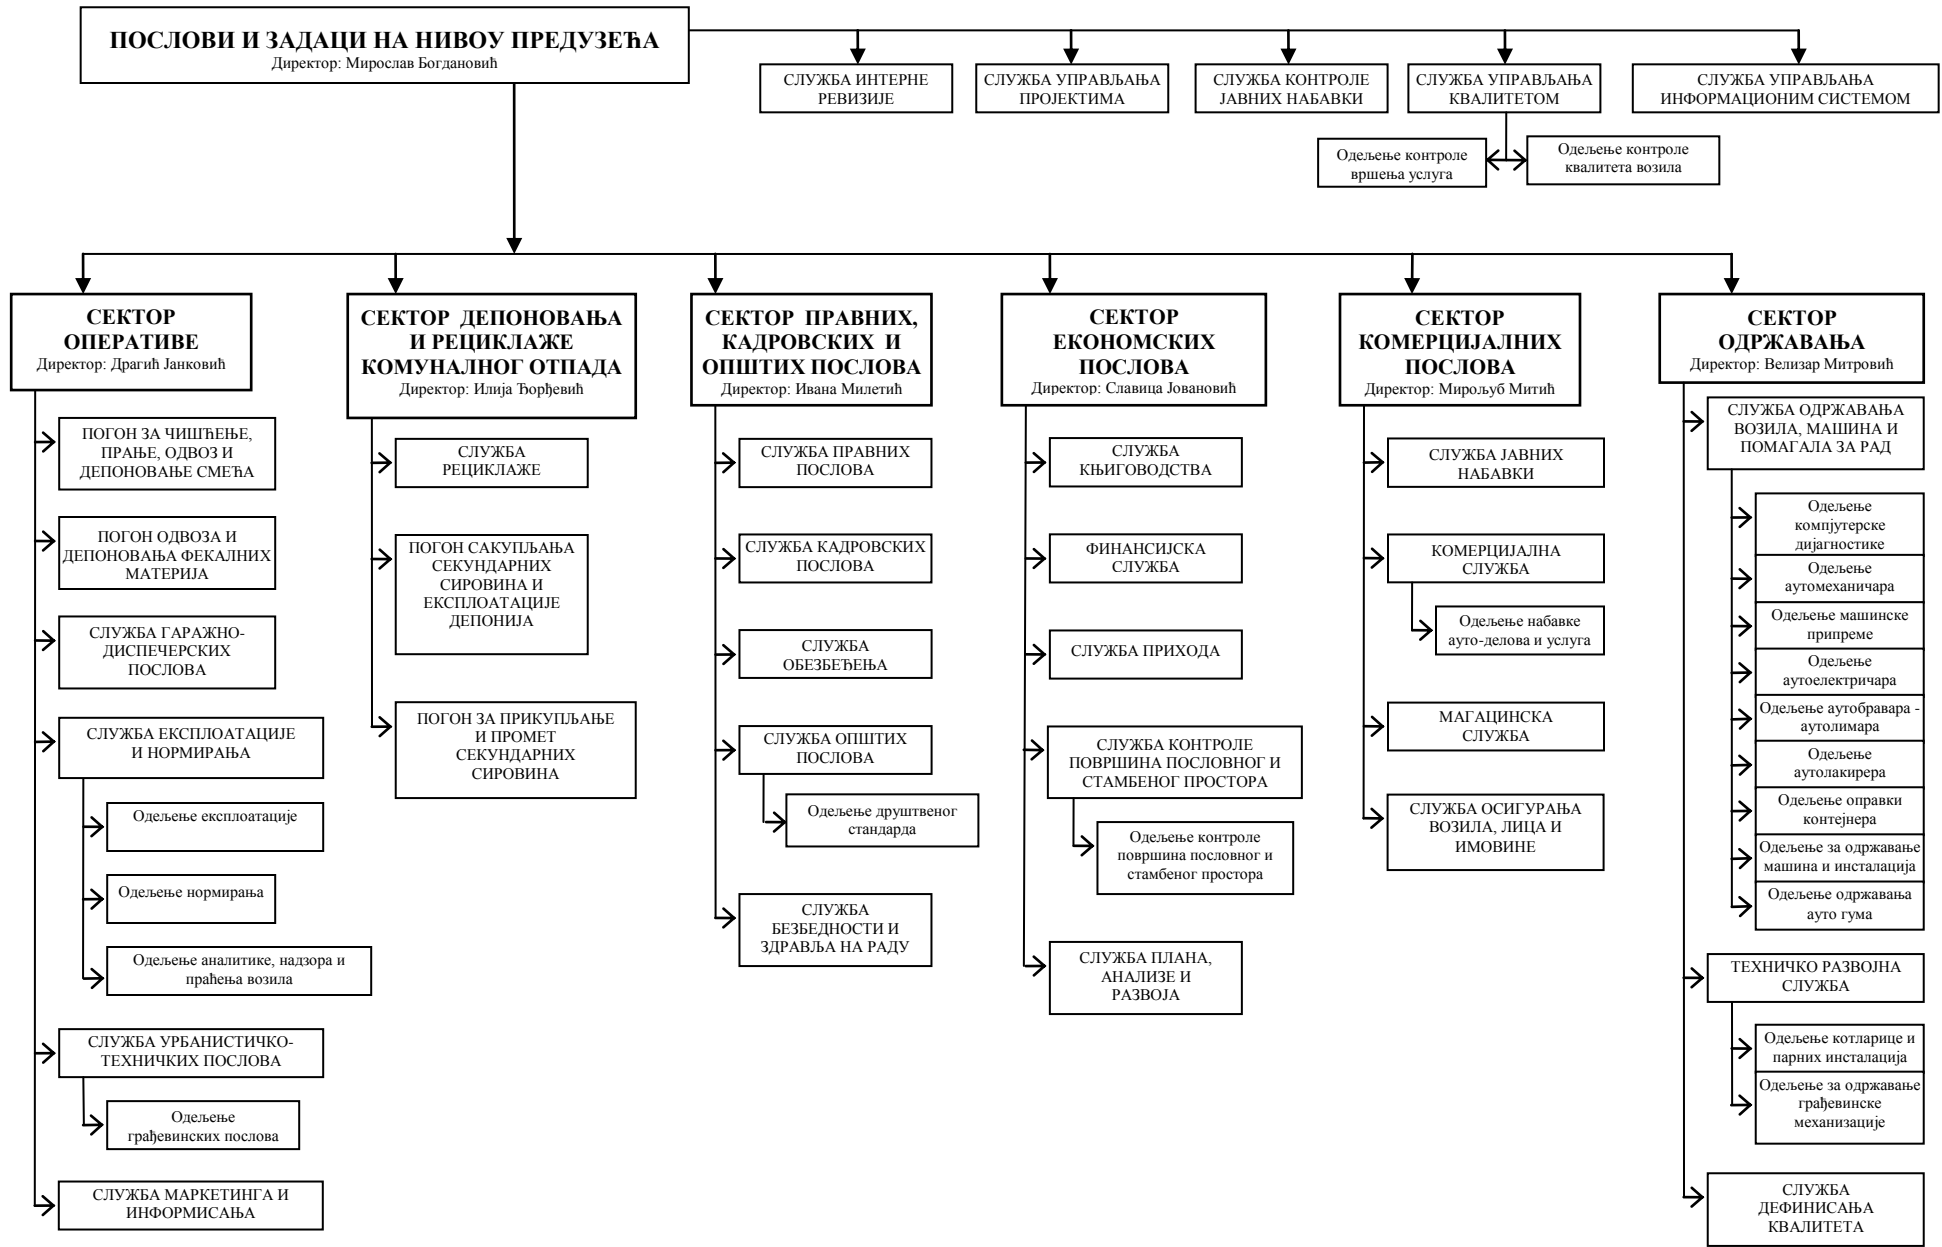 ПОСЛОВИ И ЗАДАЦИ НА НИВОУ ПРЕДУЗЕЋА
Директор: Мирослав Богдановић
СЛУЖБА ИНТЕРНЕ
РЕВИЗИЈЕ
СЛУЖБА УПРАВЉАЊА
ПРОЈЕКТИМА
СЛУЖБА КОНТРОЛЕ
ЈАВНИХ НАБАВКИ
СЛУЖБА УПРАВЉАЊА
КВАЛИТЕТОМ
СЛУЖБА УПРАВЉАЊА
ИНФОРМАЦИОНИМ СИСТЕМОМ
Одељење контроле
вршења услуга
Одељење контроле
квалитета возила
СЕКТОР
ОПЕРАТИВЕ
Директор: Драгић Јанковић
ПОГОН ЗА ЧИШЋЕЊЕ,
ПРАЊЕ, ОДВОЗ И
ДЕПОНОВАЊЕ СМЕЋА
ПОГОН ОДВОЗА И
ДЕПОНОВАЊА ФЕКАЛНИХ
МАТЕРИЈА
СЛУЖБА ГАРАЖНО-
ДИСПЕЧЕРСКИХ
ПОСЛОВА
СЛУЖБА ЕКСПЛОАТАЦИЈЕ
И НОРМИРАЊА
Одељење експлоатације
Одељење нормирања
Одељење аналитике, надзора и
праћења возила
СЛУЖБА УРБАНИСТИЧКО-
ТЕХНИЧКИХ ПОСЛОВА
Одељење
грађевинских послова
СЛУЖБА МАРКЕТИНГА И
ИНФОРМИСАЊА
СЕКТОР ДЕПОНОВАЊА
И РЕЦИКЛАЖЕ
КОМУНАЛНОГ ОТПАДА
Директор: Илија Ђорђевић
СЛУЖБА
РЕЦИКЛАЖЕ
ПОГОН САКУПЉАЊА
СЕКУНДАРНИХ
СИРОВИНА И
ЕКСПЛОАТАЦИЈЕ
ДЕПОНИЈА
ПОГОН ЗА ПРИКУПЉАЊЕ
И ПРОМЕТ
СЕКУНДАРНИХ
СИРОВИНА
СЕКТОР ПРАВНИХ,
КАДРОВСКИХ И
ОПШТИХ ПОСЛОВА
Директор: Ивана Милетић
СЛУЖБА ПРАВНИХ
ПОСЛОВА
СЛУЖБА КАДРОВСКИХ
ПОСЛОВА
СЛУЖБА
ОБЕЗБЕЂЕЊА
СЛУЖБА ОПШТИХ
ПОСЛОВА
Одељење друштвеног
стандарда
СЛУЖБА
БЕЗБЕДНОСТИ И
ЗДРАВЉА НА РАДУ
СЕКТОР
ЕКОНОМСКИХ
ПОСЛОВА
Директор: Славица Јовановић
СЛУЖБА
КЊИГОВОДСТВА
ФИНАНСИЈСКА
СЛУЖБА
СЛУЖБА ПРИХОДА
СЛУЖБА КОНТРОЛЕ
ПОВРШИНА ПОСЛОВНОГ И
СТАМБЕНОГ ПРОСТОРА
Одељење контроле
површина пословног и
стамбеног простора
СЛУЖБА ПЛАНА,
АНАЛИЗЕ И
РАЗВОЈА
СЕКТОР
КОМЕРЦИЈАЛНИХ
ПОСЛОВА
Директор: Мирољуб Митић
СЛУЖБА ЈАВНИХ
НАБАВКИ
КОМЕРЦИЈАЛНА
СЛУЖБА
Одељење набавке
ауто-делова и услуга
МАГАЦИНСКА
СЛУЖБА
СЛУЖБА ОСИГУРАЊА
ВОЗИЛА, ЛИЦА И
ИМОВИНЕ
СЕКТОР
ОДРЖАВАЊА
Директор: Велизар Митровић
СЛУЖБА ОДРЖАВАЊА
ВОЗИЛА, МАШИНА И
ПОМАГАЛА ЗА РАД
Одељење
компјутерске
дијагностике
Одељење
аутомеханичара
Одељење машинске
припреме
Одељење
аутоелектричара
Одељење аутобравара -
аутолимара
Одељење
аутолакирера
Одељење оправки
контејнера
Одељење за одржавање
машина и инсталација
Одељење одржавања
ауто гума
ТЕХНИЧКО РАЗВОЈНА
СЛУЖБА
Одељење котларице и
парних инсталација
Одељење за одржавање
грађевинске
механизације
СЛУЖБА
ДЕФИНИСАЊА
КВАЛИТЕТА